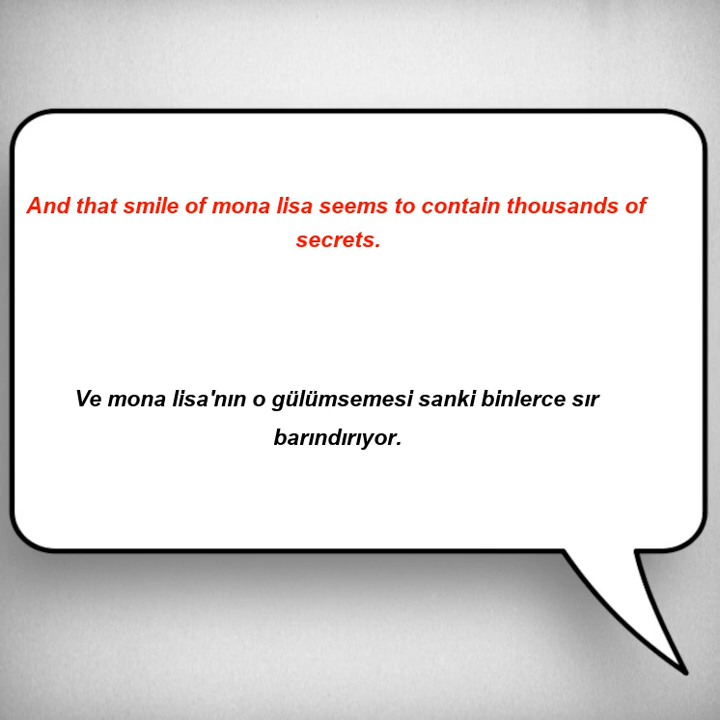 And that smile of mona lisa seems to contain thousands of
secrets.
Ve mona lisa'nın o gülümsemesi sanki binlerce sır
barındırıyor.